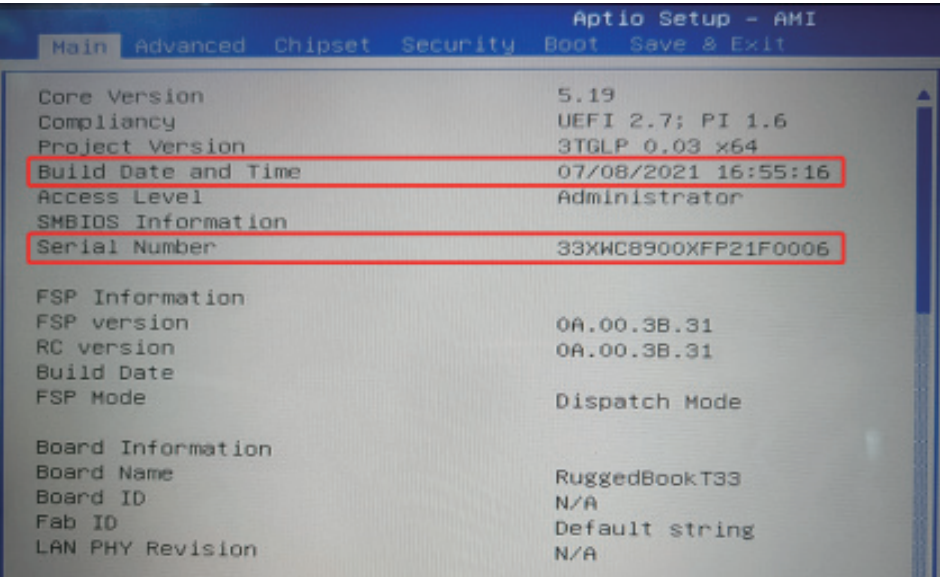 Aptio Setup - AMI
Main Advanced Chipset Security Boot Save & Exit
Core Version 5.19
Compliancy UEFI 2.7; PI 1.6
Project Version 3TGLP 0.03 x64
Build Date and Time 07/08/2021 16:55:16
Access Level Administrator
SMBIOS Information
Serial Number 33XWC8900XFP21F0006
FSP Information
FSP version 0A.00.3B.31
RC version 0A.00.3B.31
Build Date
FSP Mode Dispatch Mode
Board Information
Board Name RuggedBookT33
Board ID N/A
Fab ID Default string
LAN PHY Revision N/A